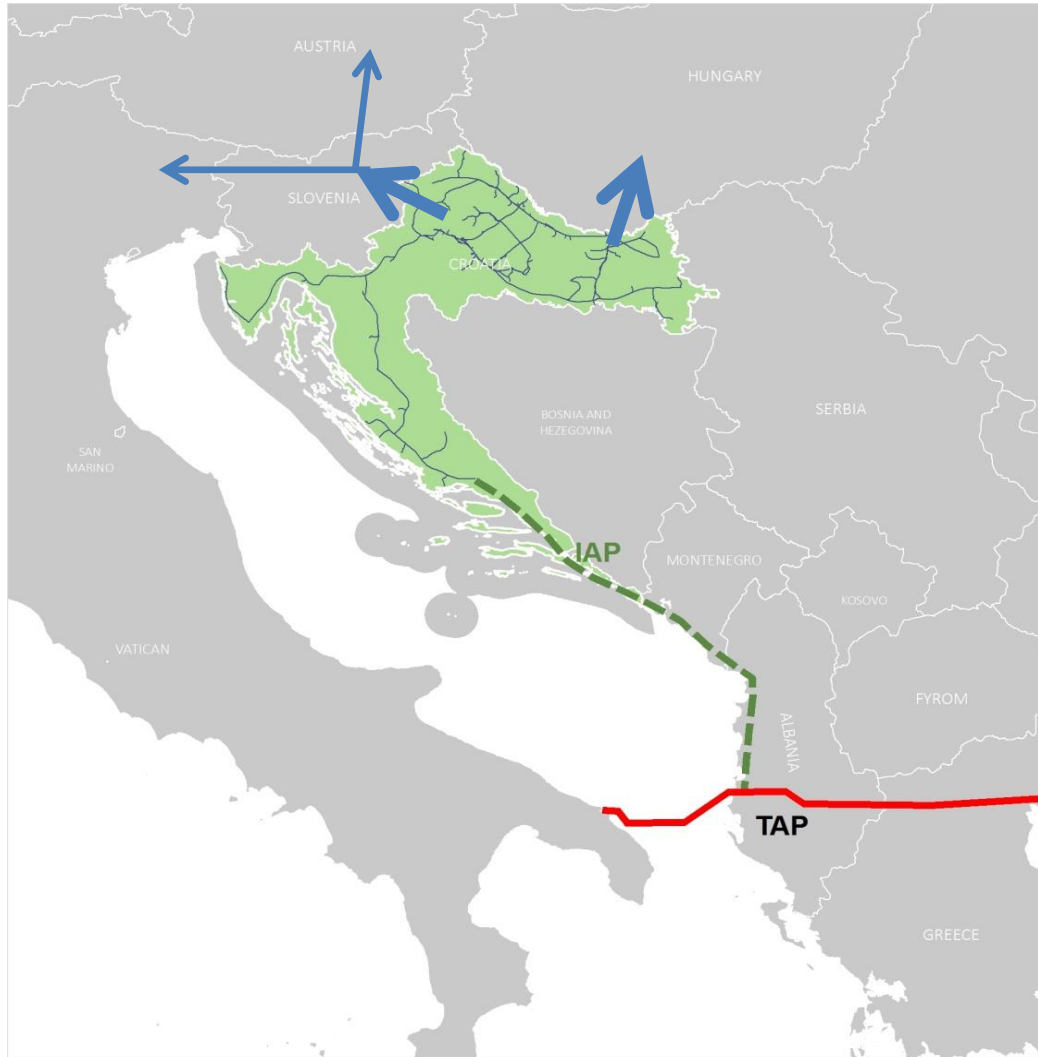 AUSTRIA
HUNGARY
SLOVENIA
CROATIA
BOSNIA AND
HEZEGOVINA
SERBIA
SAN
MARINO
IAP
MONTENEGRO
KOSOVO
VATICAN
FYROM
ALBANIA
TAP
GREECE